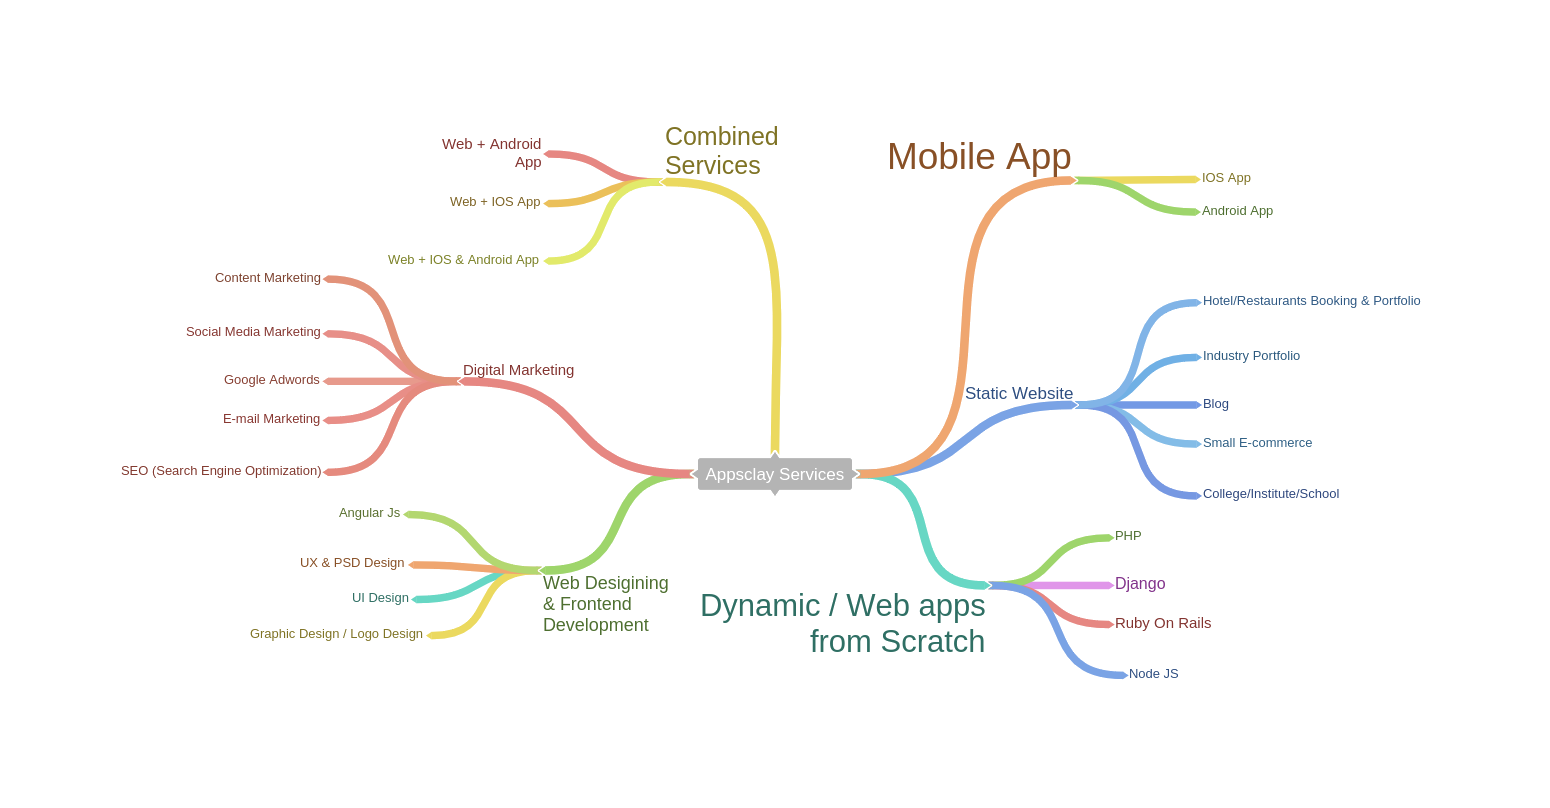 Combined
Services
Web + Android
App
Web + IOS App
Web + IOS & Android App
Mobile App
IOS App
Android App
Content Marketing
Social Media Marketing
Google Adwords
E-mail Marketing
SEO (Search Engine Optimization)
Digital Marketing
Static Website
Hotel/Restaurants Booking & Portfolio
Industry Portfolio
Blog
Small E-commerce
College/Institute/School
Appsclay Services
Angular Js
UX & PSD Design
UI Design
Graphic Design / Logo Design
Web Desigining
& Frontend
Development
Dynamic / Web apps
from Scratch
PHP
Django
Ruby On Rails
Node JS